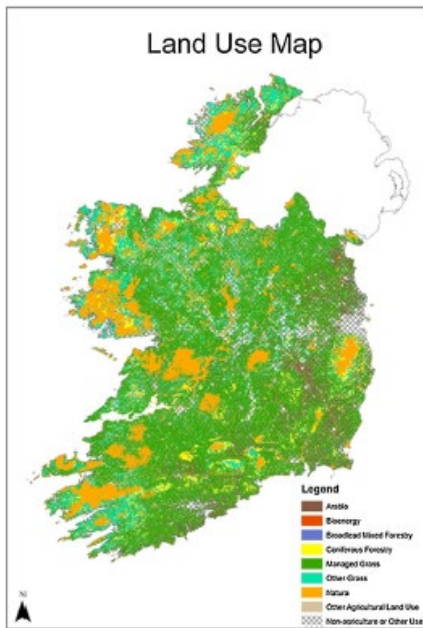 Land Use Map
Legend
Arable
Bioenergy
Broadleaf Mixed Forestry
Coniferous Forestry
Managed Grass
Other Grass
Natura
Other Agricultural Land Use
Non-agriculture or Other Use
N